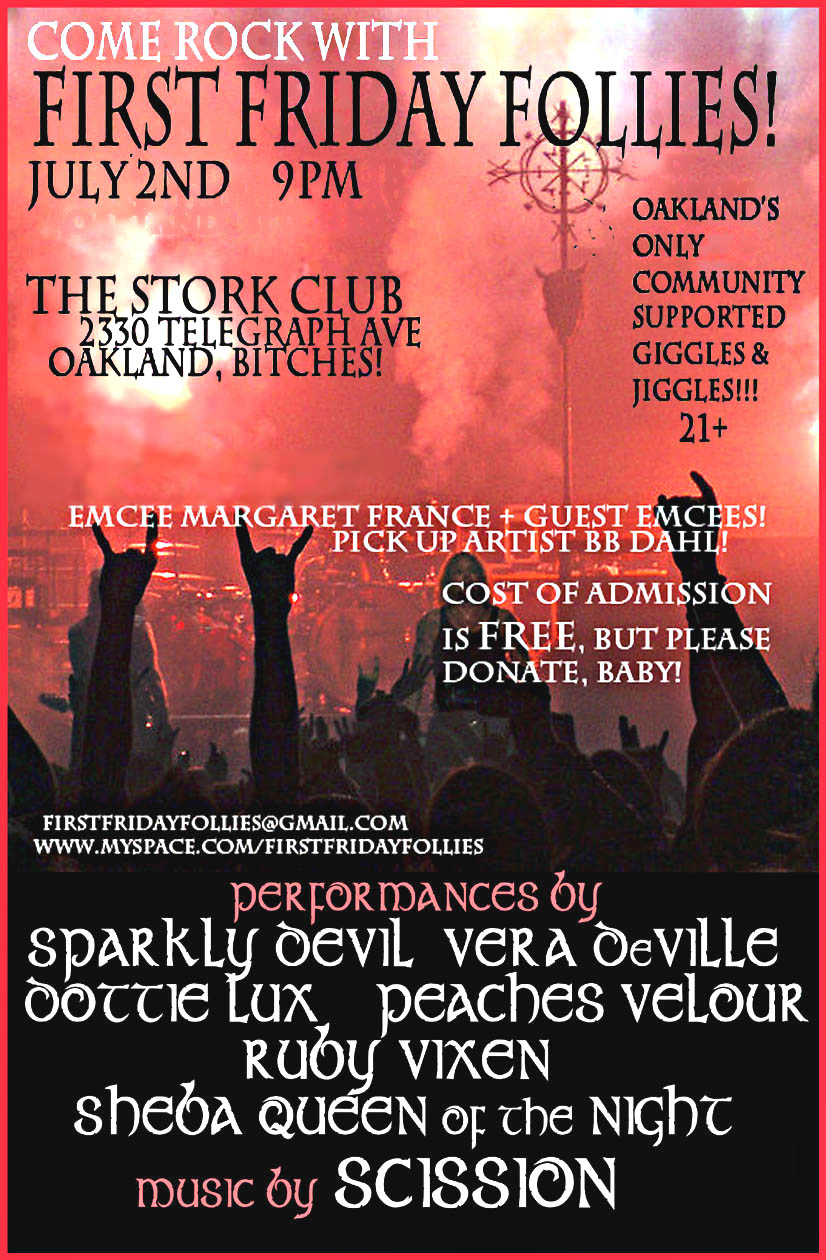 COME ROCK WITH
FIRST FRIDAY FOLLIES!
JULY 2ND 9PM
OAKLAND'S
ONLY
COMMUNITY
SUPPORTED
GIGGLES &
JIGGLES!!!
21+
THE STORK CLUB
2330 TELEGRAPH AVE
OAKLAND, BITCHES!
EMCEE MARGARET FRANCE + GUEST EMCEES!
PICK UP ARTIST BB DAHL!
COST OF ADMISSION
IS FREE, BUT PLEASE
DONATE, BABY!
FIRSTFRIDAYFOLLIES@GMAIL.COM
WWW.MYSPACE.COM/FIRSTFRIDAYFOLLIES
PERFORMANCES BY
SPARKLY DEVIL VERA DeVILLE
DOTTIE LUX PEACHES VELOUR
RUBY VIXEN
SHEBA QUEEN OF THE NIGHT
MUSIC BY SCISSION